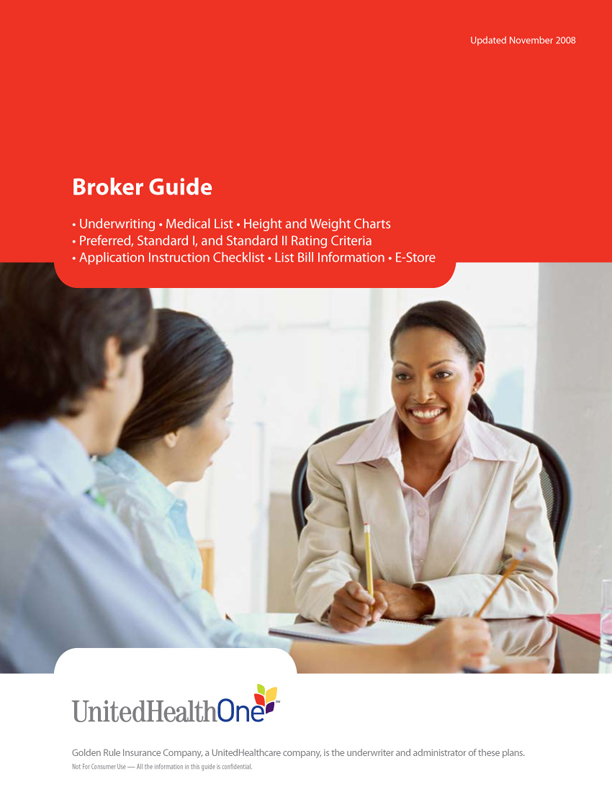 Updated November 2008
Broker Guide
• Underwriting • Medical List • Height and Weight Charts
• Preferred, Standard I, and Standard II Rating Criteria
• Application Instruction Checklist • List Bill Information • E-Store
UnitedHealthOne™
Golden Rule Insurance Company, a UnitedHealthcare company, is the underwriter and administrator of these plans.
Not For Consumer Use — All the information in this guide is confidential.